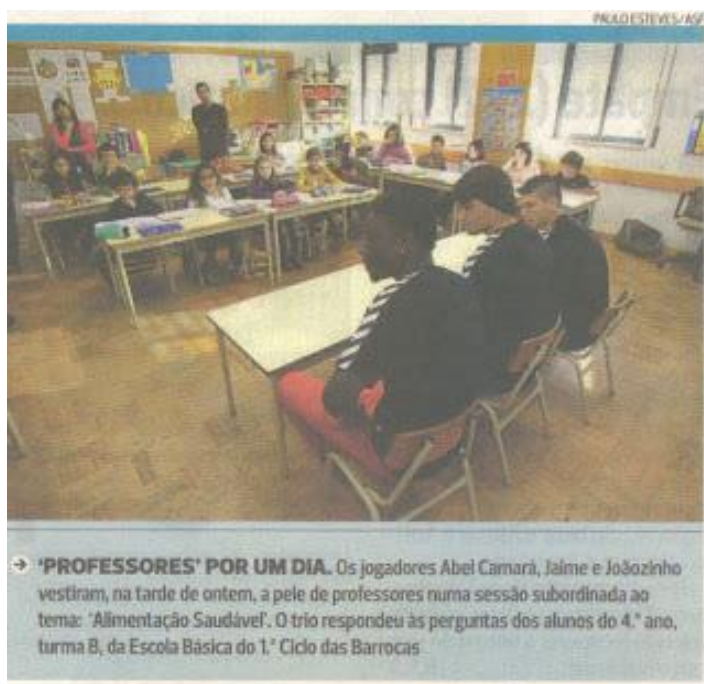 PAULO ESTEVES/ASF
'PROFESSORES' POR UM DIA. Os jogadores Abel Camará, Jaime e Joãozinho
vestiram, na tarde de ontem, a pele de professores numa sessão subordinada ao
tema: 'Alimentação Saudável'. O trio respondeu às perguntas dos alunos do 4.º ano,
turma B, da Escola Básica do 1.º Ciclo das Barrocas